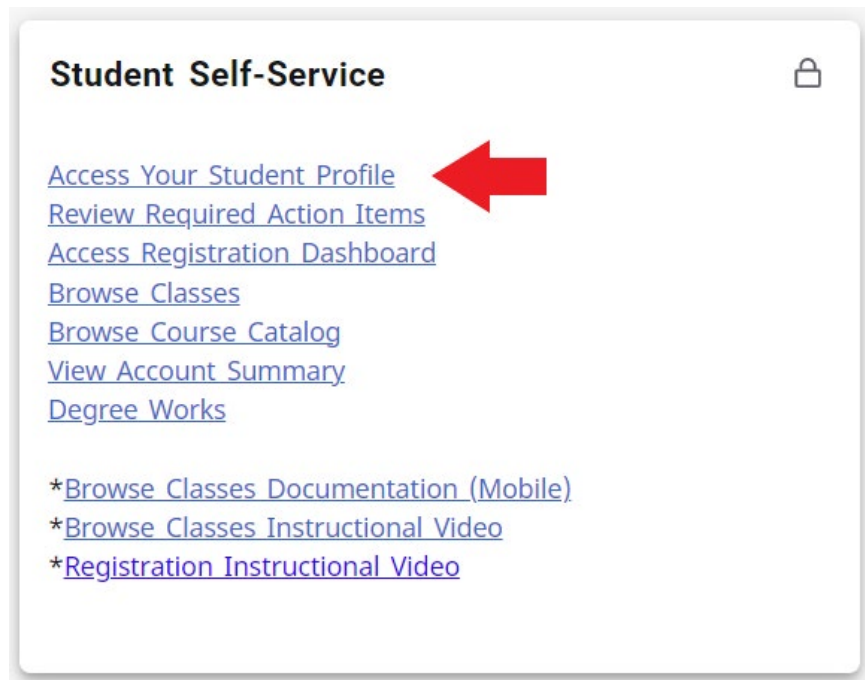 Student Self-Service
Access Your Student Profile
Review Required Action Items
Access Registration Dashboard
Browse Classes
Browse Course Catalog
View Account Summary
Degree Works
*Browse Classes Documentation (Mobile)
*Browse Classes Instructional Video
*Registration Instructional Video